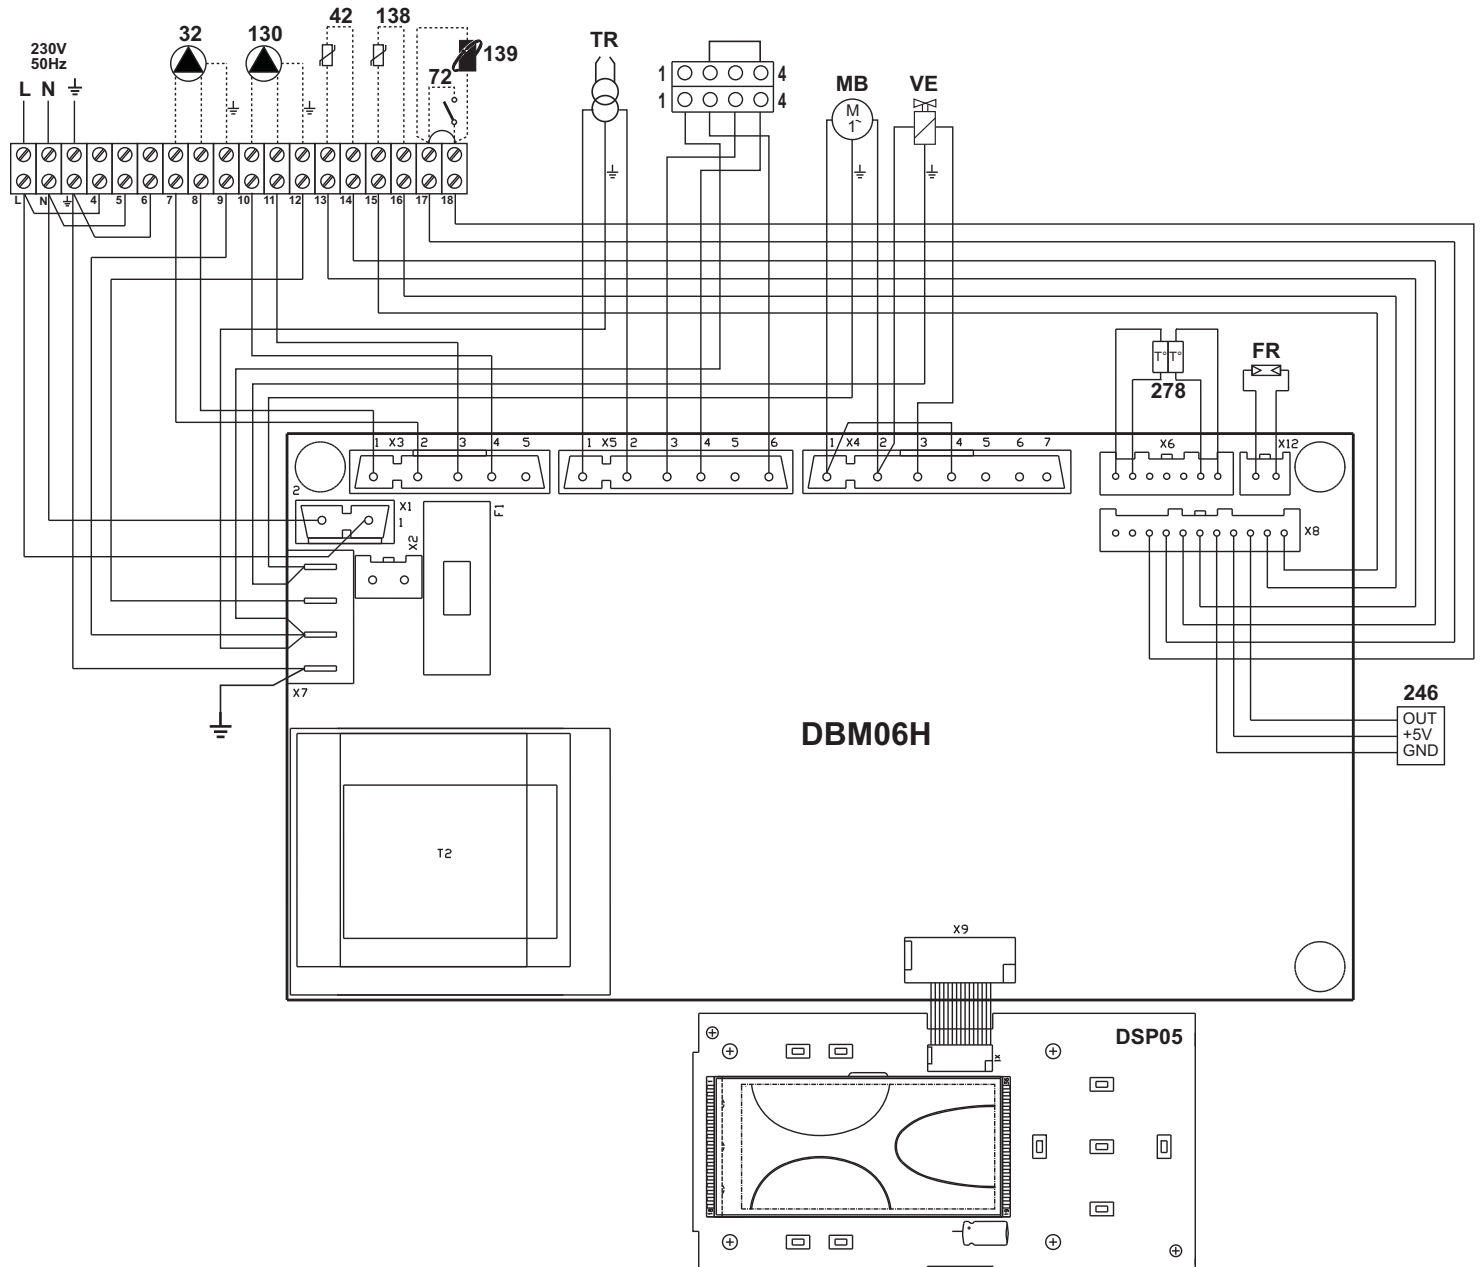 230V
50Hz
L N
32
130
42
138
139
72
TR
1 4
1 4
MB
M
1~
VE
L N 4 5 6 7 8 9 10 11 12 13 14 15 16 17 18
T° T°
278
FR
1 X3 2 3 4 5
1 X5 2 3 4 5 6
1 X4 2 3 4 5 6 7
X6
X12
2
X1
1
F1
X2
X8
X7
246
OUT
+5V
GND
DBM06H
T2
X9
DSP05